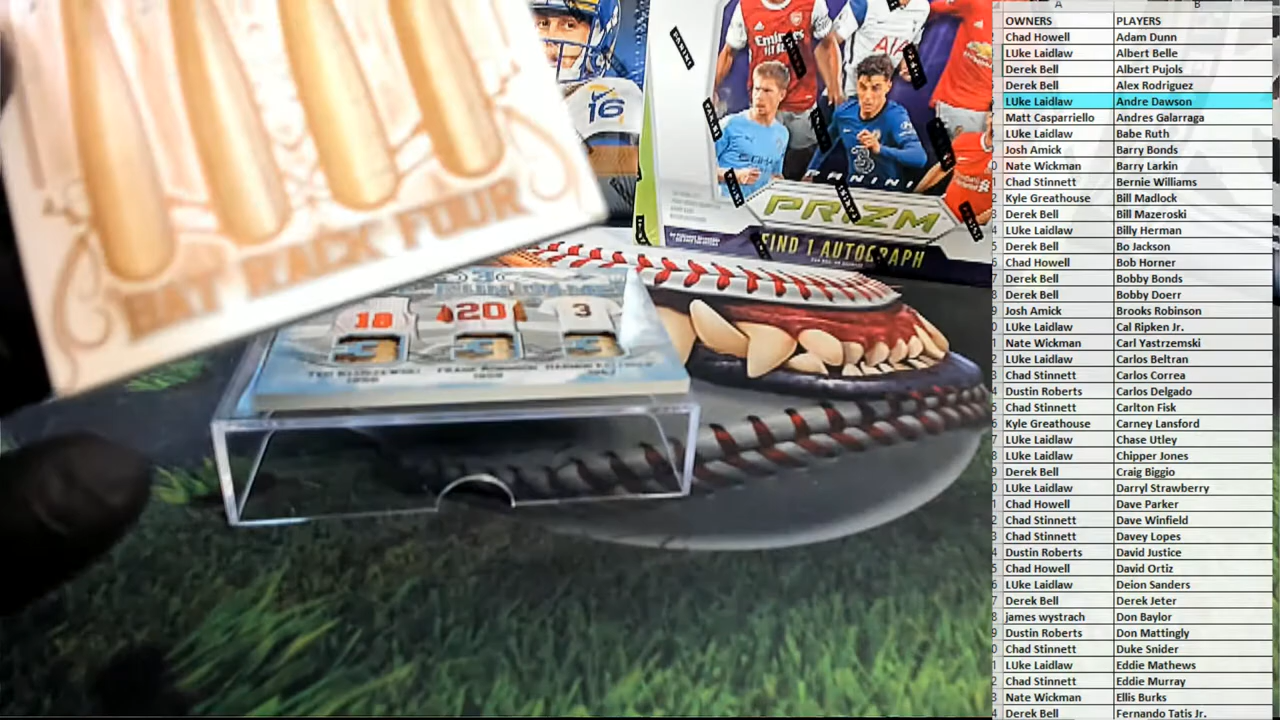 16
Emirates
FLY BETTER
AIA
3
PANINI
PRIZM
FIND 1 AUTOGRAPH
18
20
3
FRANK ROBINSON
A
B
OWNERS PLAYERS
Chad Howell Adam Dunn
LUke Laidlaw Albert Belle
Derek Bell Albert Pujols
Derek Bell Alex Rodriguez
LUke Laidlaw Andre Dawson
Matt Casparriello Andres Galarraga
LUke Laidlaw Babe Ruth
Josh Amick Barry Bonds
Nate Wickman Barry Larkin
Chad Stinnett Bernie Williams
Kyle Greathouse Bill Madlock
Derek Bell Bill Mazeroski
LUke Laidlaw Billy Herman
Derek Bell Bo Jackson
Chad Howell Bob Horner
Derek Bell Bobby Bonds
Derek Bell Bobby Doerr
Josh Amick Brooks Robinson
LUke Laidlaw Cal Ripken Jr.
Nate Wickman Carl Yastrzemski
LUke Laidlaw Carlos Beltran
Chad Stinnett Carlos Correa
Dustin Roberts Carlos Delgado
Chad Stinnett Carlton Fisk
Kyle Greathouse Carney Lansford
LUke Laidlaw Chase Utley
LUke Laidlaw Chipper Jones
Derek Bell Craig Biggio
LUke Laidlaw Darryl Strawberry
Chad Howell Dave Parker
Chad Stinnett Dave Winfield
Chad Stinnett Davey Lopes
Dustin Roberts David Justice
Chad Howell David Ortiz
LUke Laidlaw Deion Sanders
Derek Bell Derek Jeter
james wystrach Don Baylor
Dustin Roberts Don Mattingly
Chad Stinnett Duke Snider
LUke Laidlaw Eddie Mathews
Chad Stinnett Eddie Murray
Nate Wickman Ellis Burks
Derek Bell Fernando Tatis Jr.